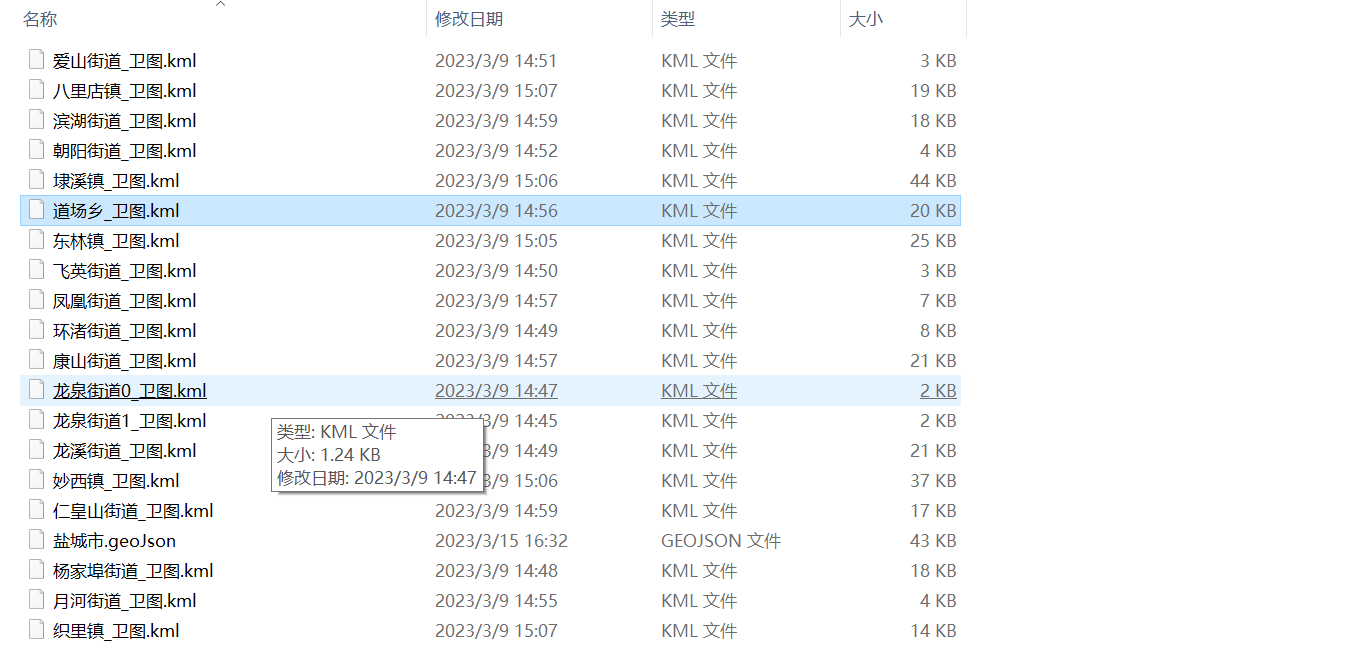 名称 修改日期 类型 大小
爱山街道_卫图.kml 2023/3/9 14:51 KML 文件 3 KB
八里店镇_卫图.kml 2023/3/9 15:07 KML 文件 19 KB
滨湖街道_卫图.kml 2023/3/9 14:59 KML 文件 18 KB
朝阳街道_卫图.kml 2023/3/9 14:52 KML 文件 4 KB
埭溪镇_卫图.kml 2023/3/9 15:06 KML 文件 44 KB
道场乡_卫图.kml 2023/3/9 14:56 KML 文件 20 KB
东林镇_卫图.kml 2023/3/9 15:05 KML 文件 25 KB
飞英街道_卫图.kml 2023/3/9 14:50 KML 文件 3 KB
凤凰街道_卫图.kml 2023/3/9 14:57 KML 文件 7 KB
环渚街道_卫图.kml 2023/3/9 14:49 KML 文件 8 KB
康山街道_卫图.kml 2023/3/9 14:57 KML 文件 21 KB
龙泉街道0_卫图.kml 2023/3/9 14:47 KML 文件 2 KB
龙泉街道1_卫图.kml 2023/3/9 14:45 KML 文件 2 KB
类型: KML 文件
龙溪街道_卫图.kml 3/9 14:49 KML 文件 21 KB
大小: 1.24 KB
妙西镇_卫图.kml 3/9 15:06 KML 文件 37 KB
修改日期: 2023/3/9 14:47
仁皇山街道_卫图.kml 2023/3/9 14:59 KML 文件 17 KB
盐城市.geoJson 2023/3/15 16:32 GEOJSON 文件 43 KB
杨家埠街道_卫图.kml 2023/3/9 14:48 KML 文件 18 KB
月河街道_卫图.kml 2023/3/9 14:55 KML 文件 4 KB
织里镇_卫图.kml 2023/3/9 15:07 KML 文件 14 KB